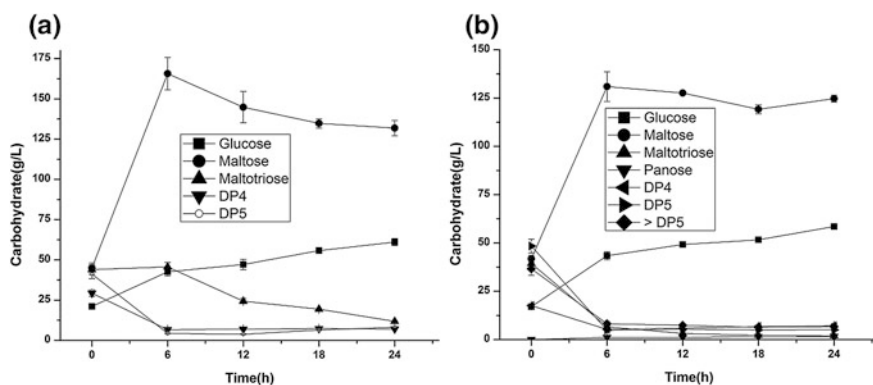 (a)
175
150
125
100
75
50
25
0
Carbohydrate(g/L)
Glucose
Maltose
Maltotriose
DP4
DP5
0 6 12 18 24
Time(h)
(b)
150
125
100
75
50
25
0
Carbohydrate(g/L)
Glucose
Maltose
Maltotriose
Panose
DP4
DP5
> DP5
0 6 12 18 24
Time(h)